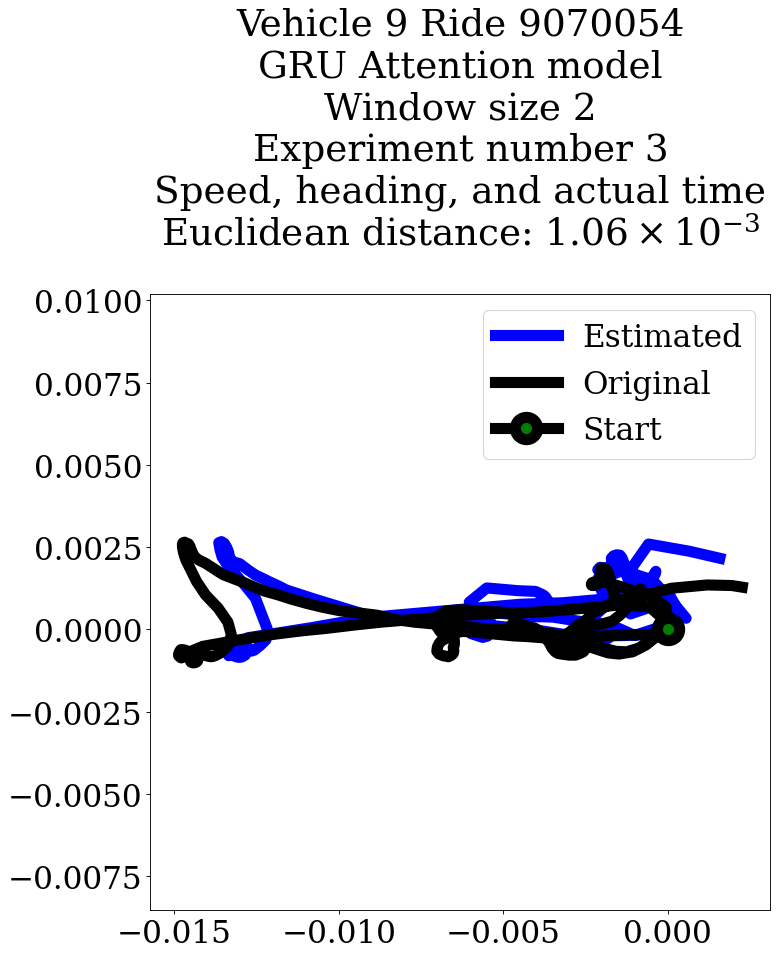 Vehicle 9 Ride 9070054
GRU Attention model
Window size 2
Experiment number 3
Speed, heading, and actual time
Euclidean distance: 1.06 × 10⁻³
0.0100
0.0075
0.0050
0.0025
0.0000
−0.0025
−0.0050
−0.0075
Estimated
Original
Start
−0.015
−0.010
−0.005
0.000